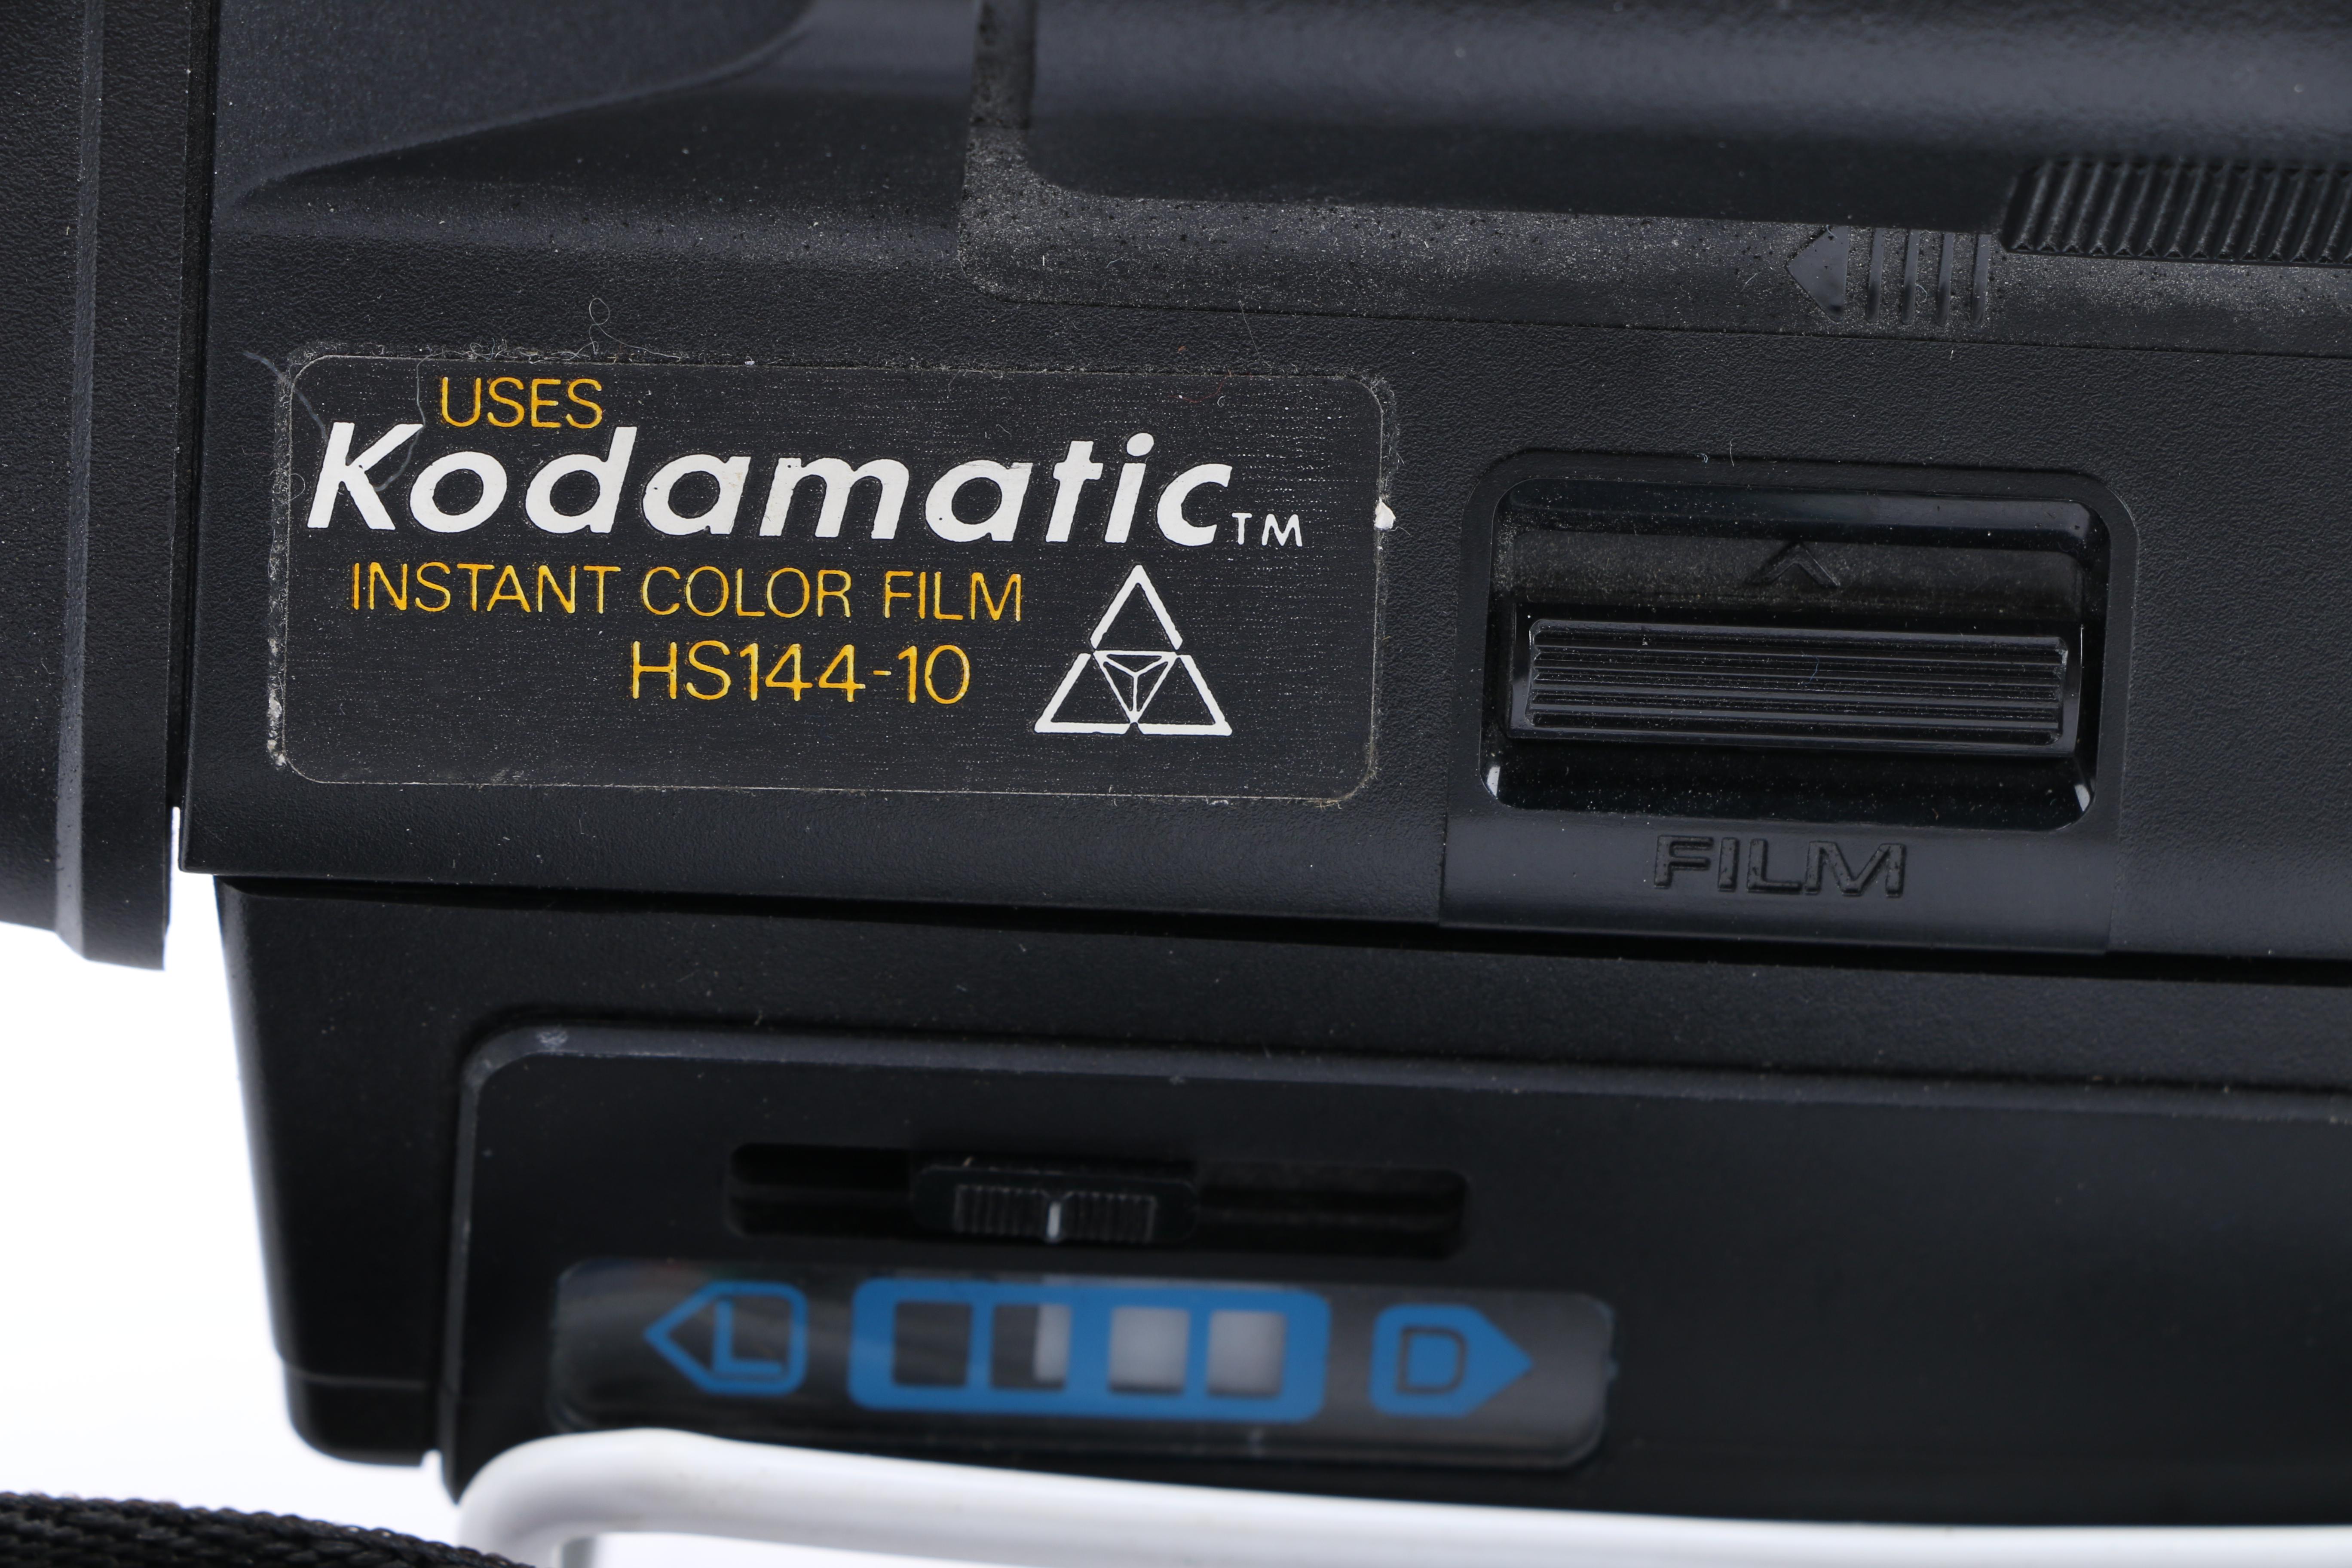 USES
Kodamatic™
INSTANT COLOR FILM
HS144-10
FILM
L D